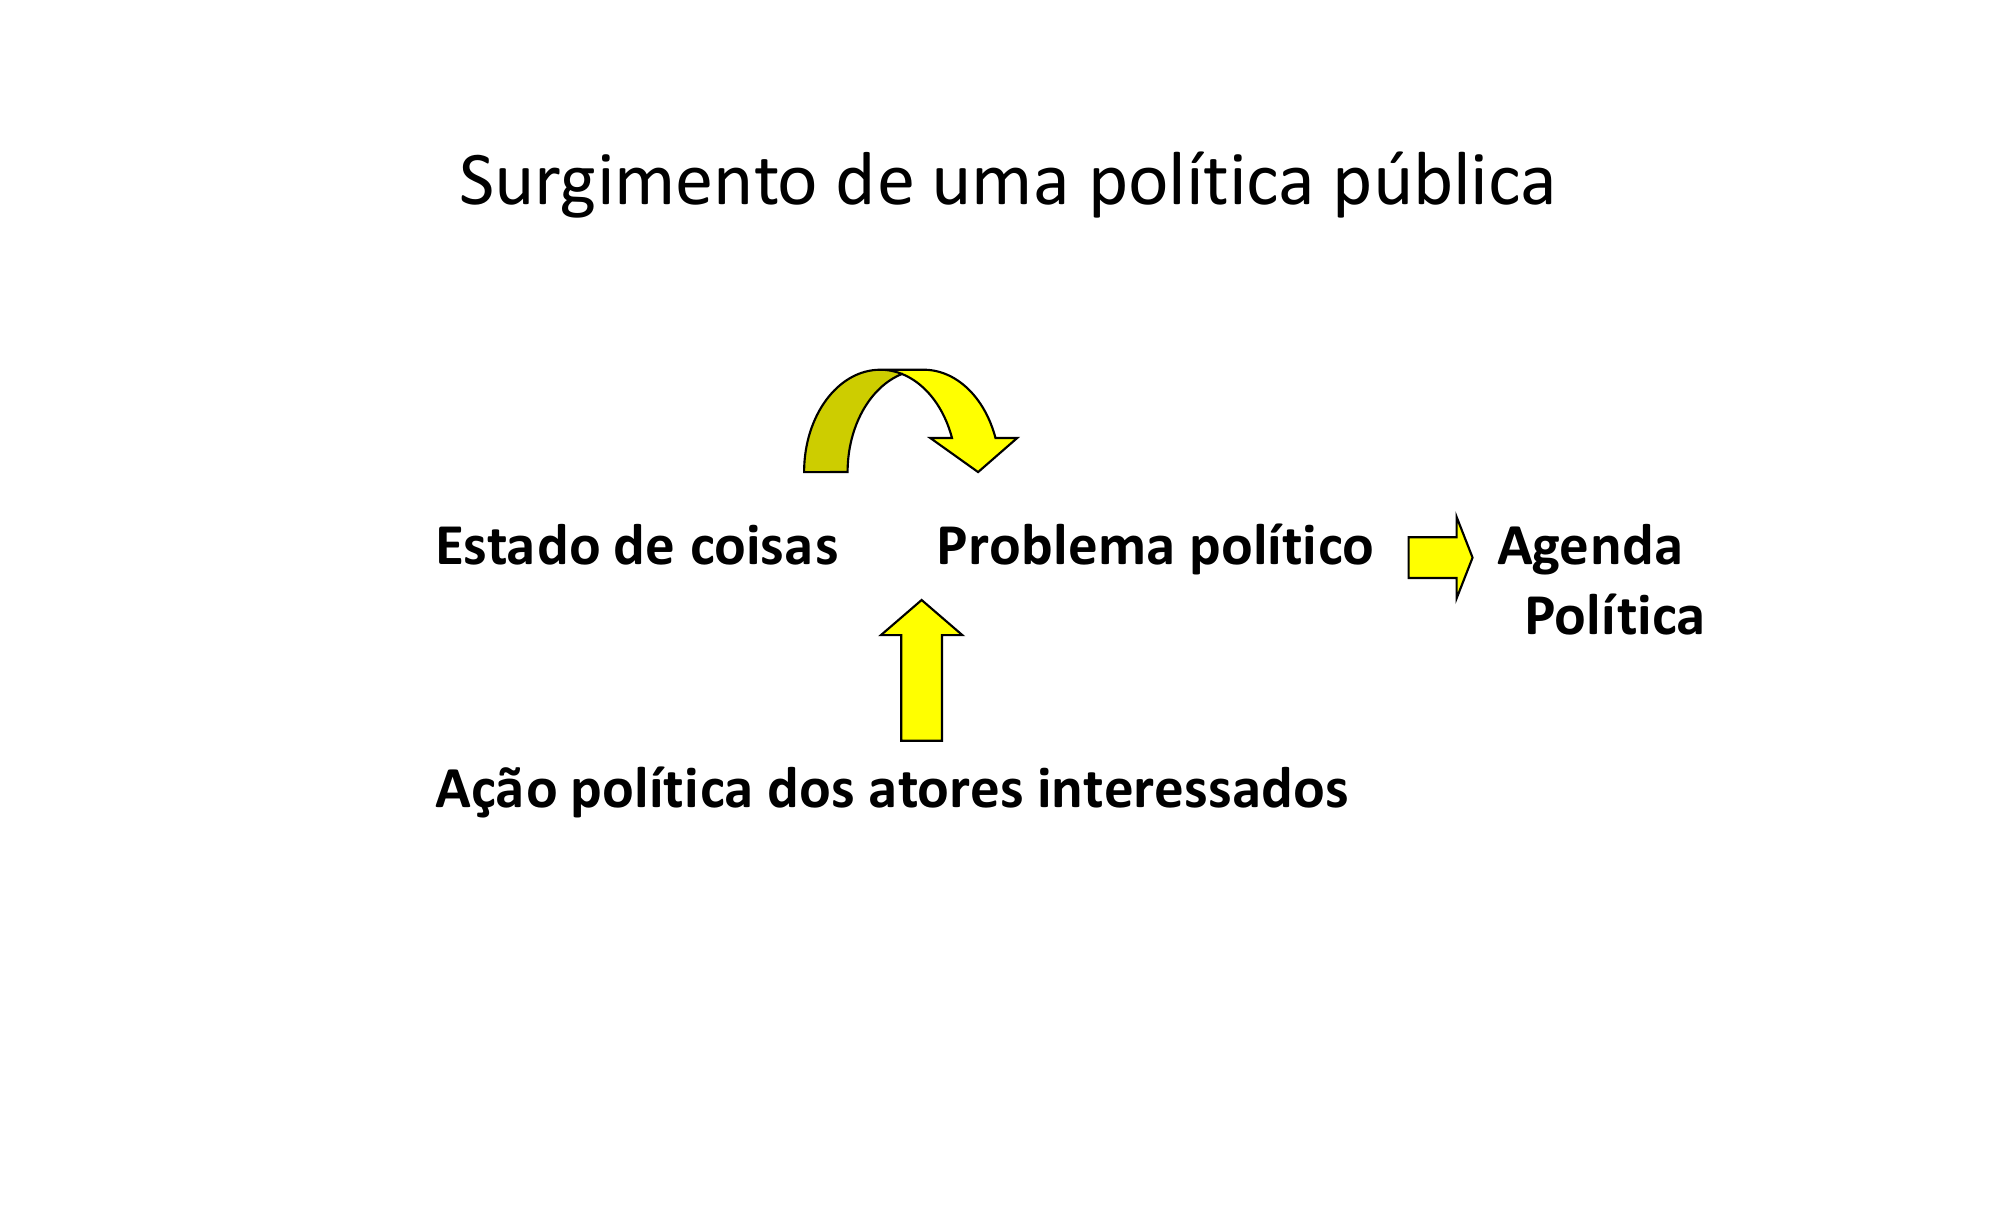 Surgimento de uma política pública
Estado de coisas Problema político Agenda
Política
Ação política dos atores interessados